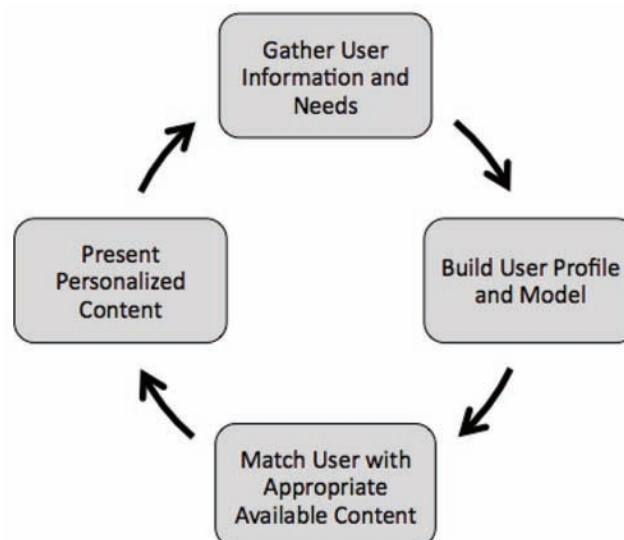 Gather User
Information and
Needs
Build User Profile
and Model
Match User with
Appropriate
Available Content
Present
Personalized
Content